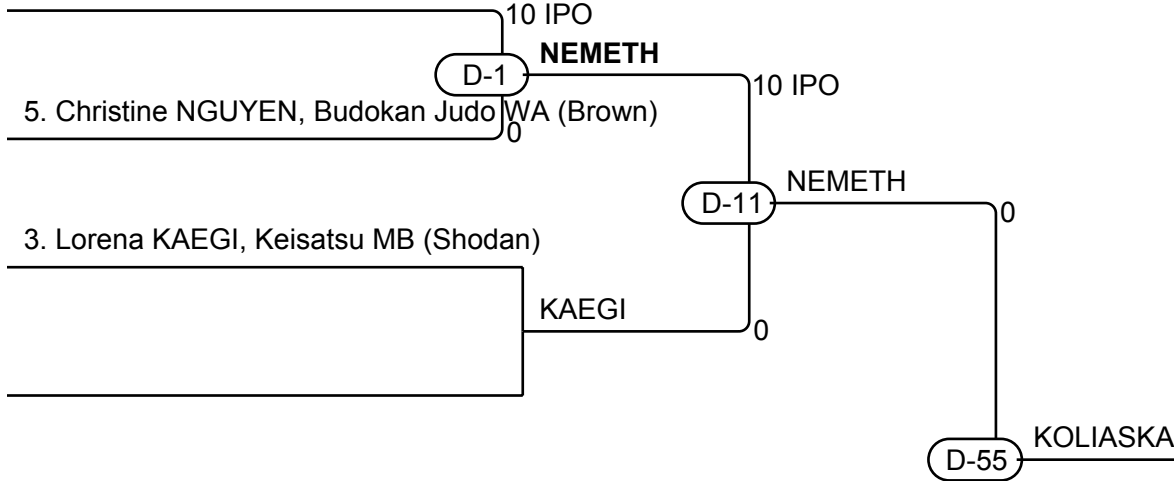 10 IPO
NEMETH
D-1
10 IPO
5. Christine NGUYEN, Budokan Judo WA (Brown)
0
NEMETH
D-11
0
3. Lorena KAEGI, Keisatsu MB (Shodan)
KAEGI
0
KOLIASKA
D-55